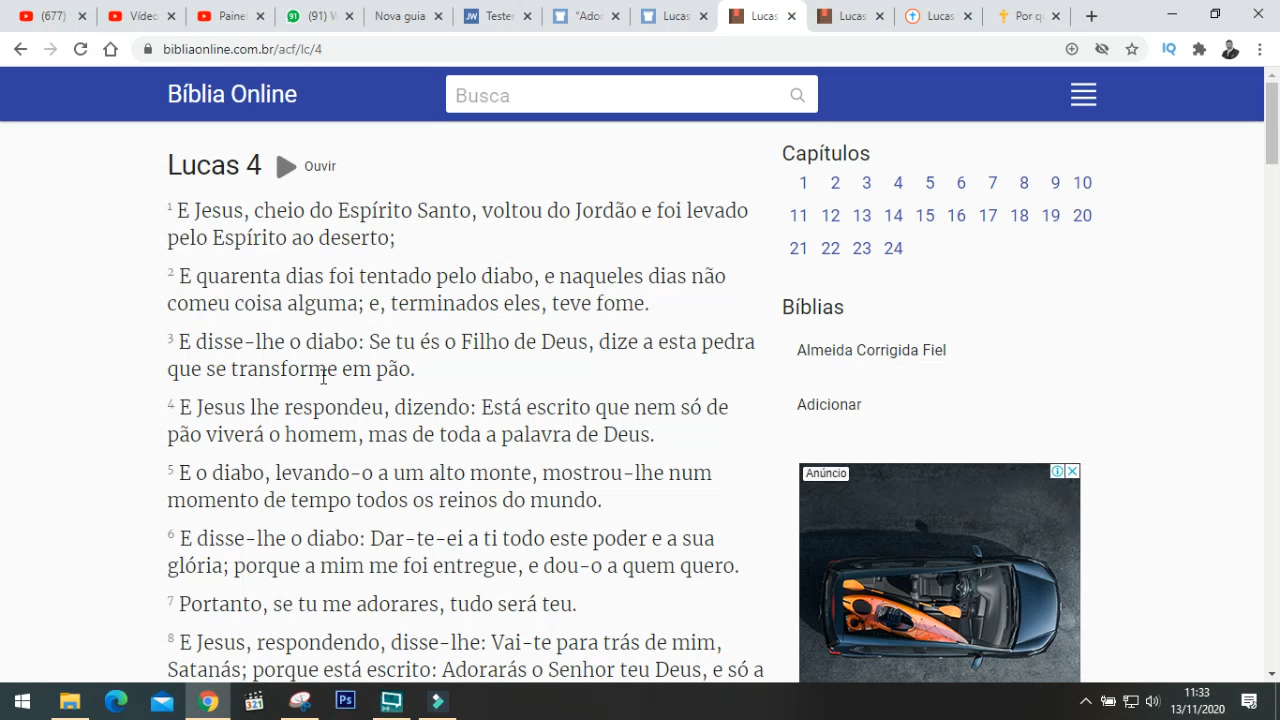 (677)
Vídeo
Painel
(91) W
Nova guia
JW
Teste
"Ador
Lucas
Lucas
Lucas
Lucas
Por q
bibliaonline.com.br/acf/lc/4
IQ
Bíblia Online
Busca
Lucas 4
Ouvir
1 E Jesus, cheio do Espírito Santo, voltou do Jordão e foi levado
pelo Espírito ao deserto;
2 E quarenta dias foi tentado pelo diabo, e naqueles dias não
comeu coisa alguma; e, terminados eles, teve fome.
3 E disse-lhe o diabo: Se tu és o Filho de Deus, dize a esta pedra
que se transforme em pão.
4 E Jesus lhe respondeu, dizendo: Está escrito que nem só de
pão viverá o homem, mas de toda a palavra de Deus.
5 E o diabo, levando-o a um alto monte, mostrou-lhe num
momento de tempo todos os reinos do mundo.
6 E disse-lhe o diabo: Dar-te-ei a ti todo este poder e a sua
glória; porque a mim me foi entregue, e dou-o a quem quero.
7 Portanto, se tu me adorares, tudo será teu.
8 E Jesus, respondendo, disse-lhe: Vai-te para trás de mim,
Satanás; porque está escrito: Adorarás o Senhor teu Deus, e só a
Capítulos
1 2 3 4 5 6 7 8 9 10
11 12 13 14 15 16 17 18 19 20
21 22 23 24
Bíblias
Almeida Corrigida Fiel
Adicionar
Anúncio
321
Ps
11:33
13/11/2020